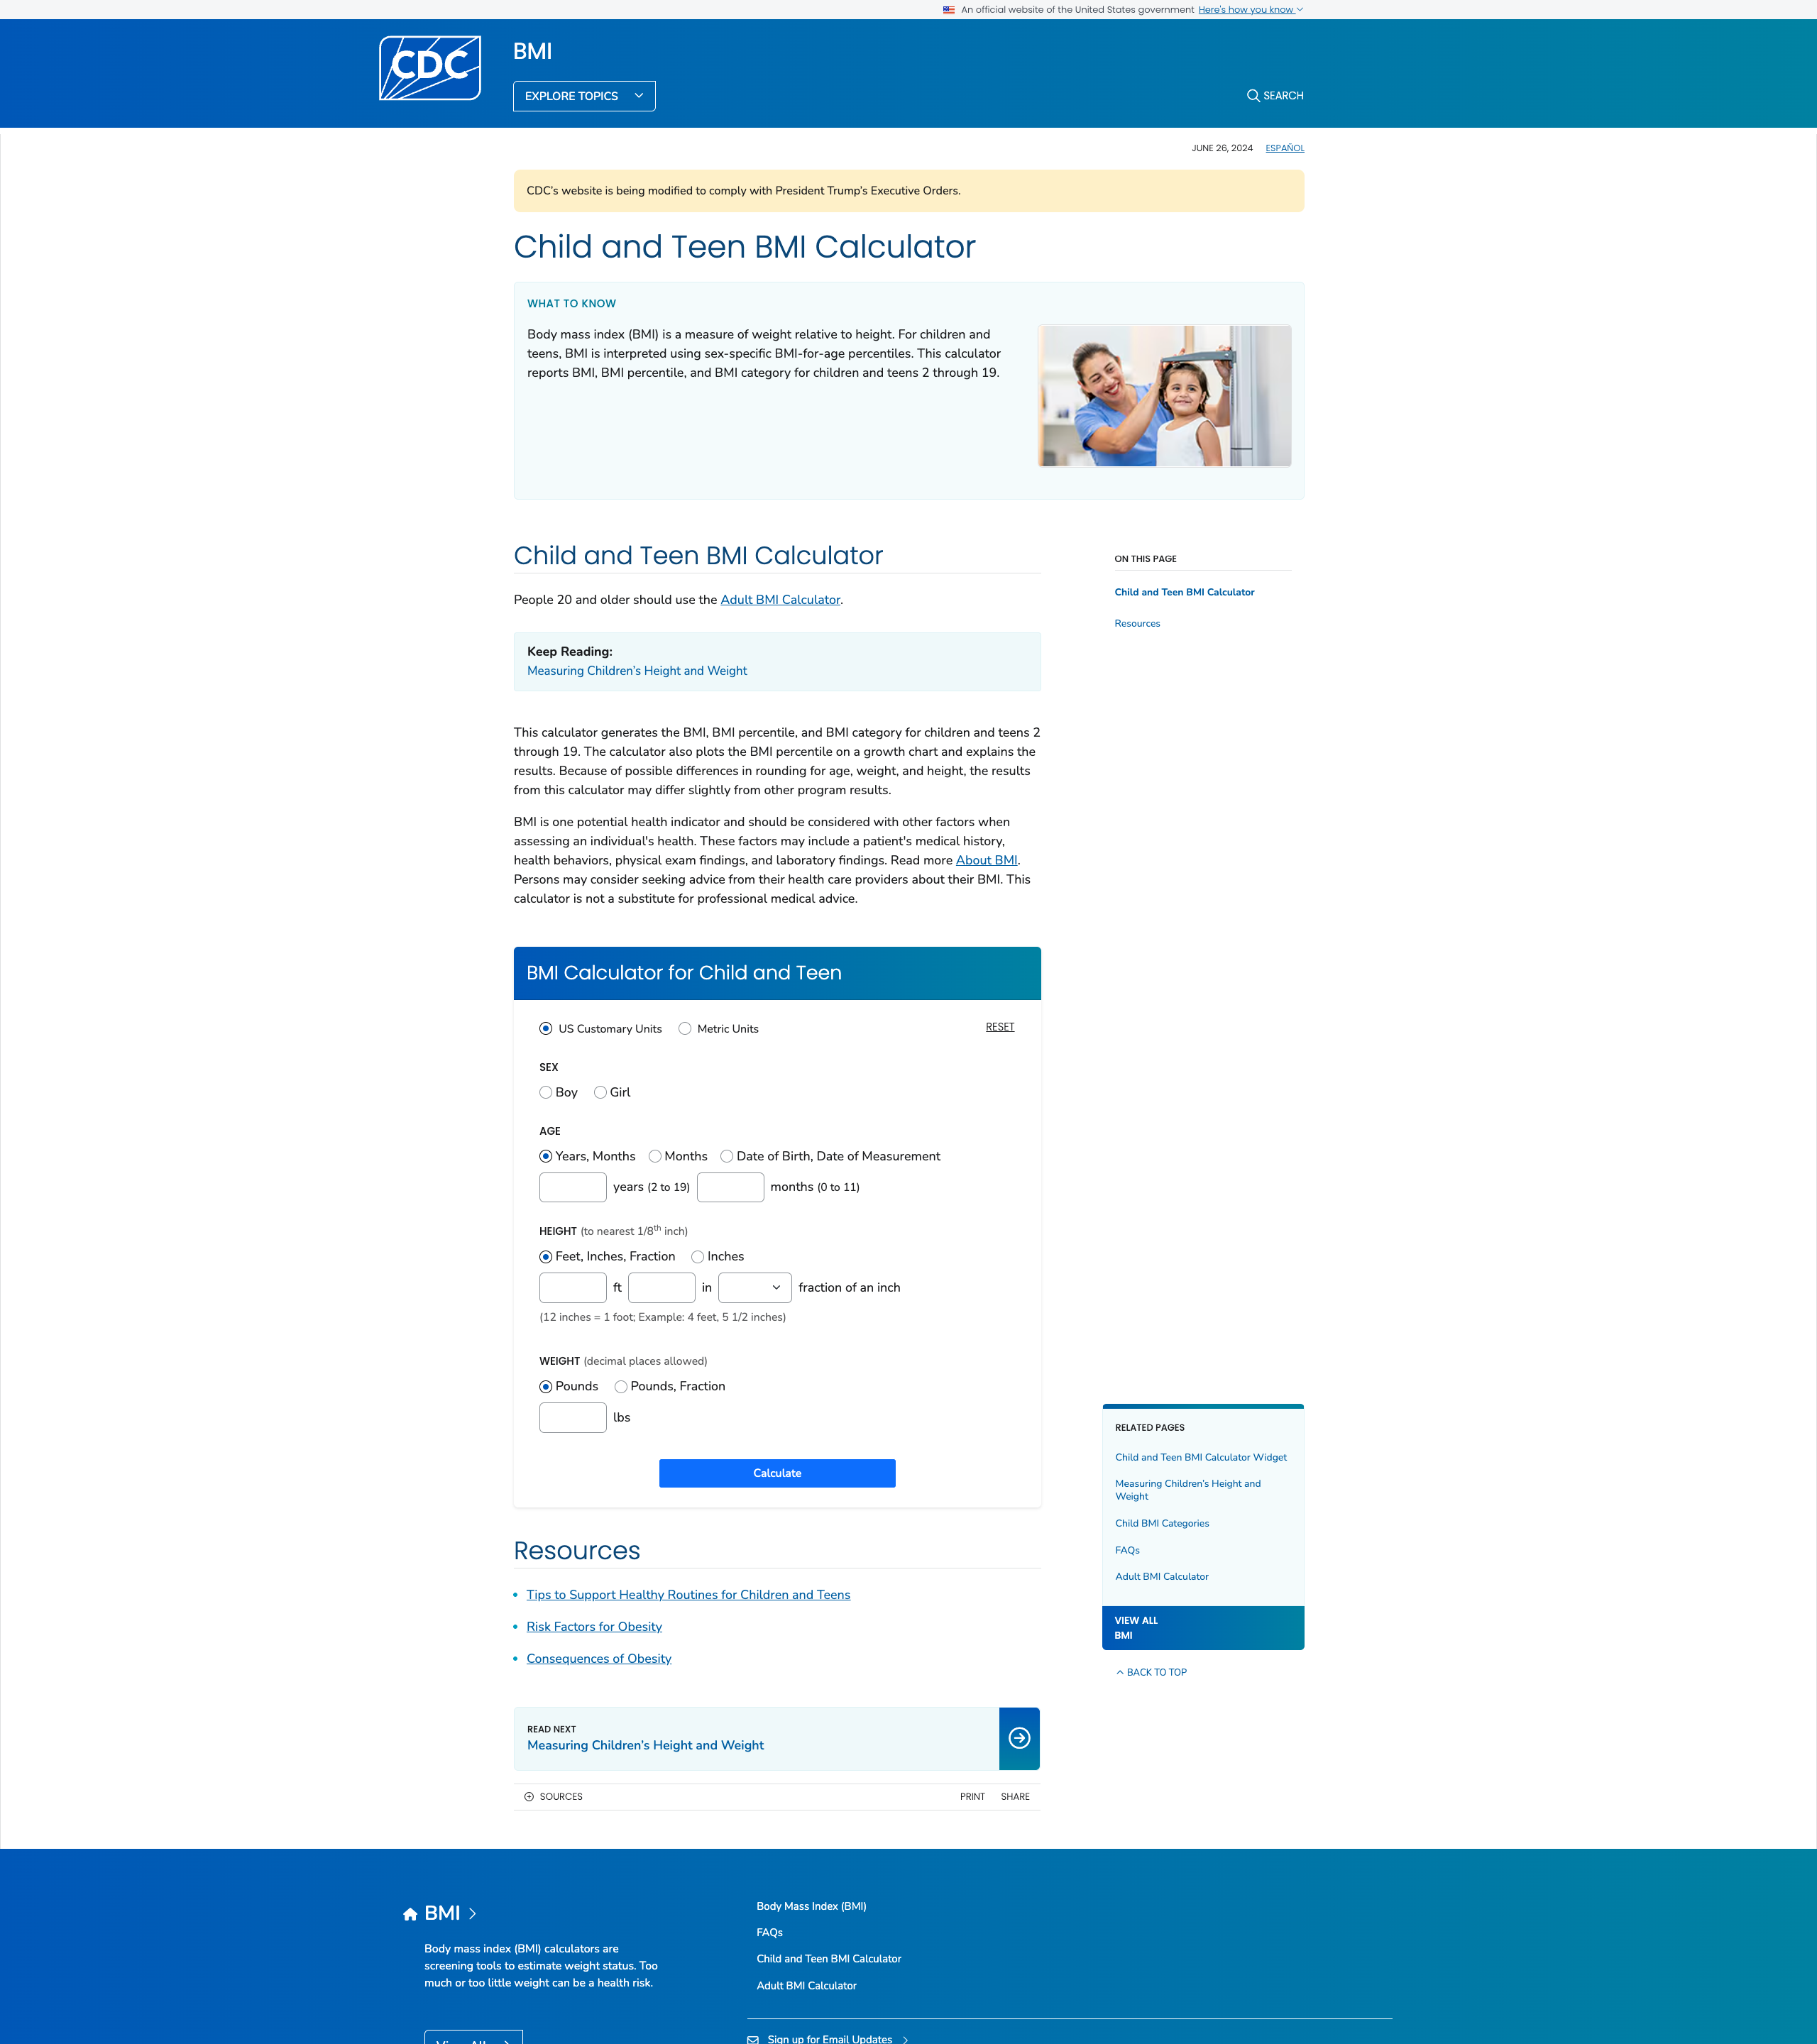 An official website of the United States government Here's how you know
CDC
BMI
EXPLORE TOPICS
SEARCH
JUNE 26, 2024 ESPAÑOL
CDC's website is being modified to comply with President Trump's Executive Orders.
Child and Teen BMI Calculator
WHAT TO KNOW
Body mass index (BMI) is a measure of weight relative to height. For children and
teens, BMI is interpreted using sex-specific BMI-for-age percentiles. This calculator
reports BMI, BMI percentile, and BMI category for children and teens 2 through 19.
Child and Teen BMI Calculator
People 20 and older should use the Adult BMI Calculator.
Keep Reading:
Measuring Children's Height and Weight
This calculator generates the BMI, BMI percentile, and BMI category for children and teens 2
through 19. The calculator also plots the BMI percentile on a growth chart and explains the
results. Because of possible differences in rounding for age, weight, and height, the results
from this calculator may differ slightly from other program results.
BMI is one potential health indicator and should be considered with other factors when
assessing an individual's health. These factors may include a patient's medical history,
health behaviors, physical exam findings, and laboratory findings. Read more About BMI.
Persons may consider seeking advice from their health care providers about their BMI. This
calculator is not a substitute for professional medical advice.
BMI Calculator for Child and Teen
US Customary Units Metric Units RESET
SEX
Boy Girl
AGE
Years, Months Months Date of Birth, Date of Measurement
years (2 to 19) months (0 to 11)
HEIGHT (to nearest 1/8th inch)
Feet, Inches, Fraction Inches
ft in fraction of an inch
(12 inches = 1 foot; Example: 4 feet, 5 1/2 inches)
WEIGHT (decimal places allowed)
Pounds Pounds, Fraction
lbs
Calculate
Resources
Tips to Support Healthy Routines for Children and Teens
Risk Factors for Obesity
Consequences of Obesity
READ NEXT
Measuring Children's Height and Weight
SOURCES PRINT SHARE
ON THIS PAGE
Child and Teen BMI Calculator
Resources
RELATED PAGES
Child and Teen BMI Calculator Widget
Measuring Children's Height and
Weight
Child BMI Categories
FAQs
Adult BMI Calculator
VIEW ALL
BMI
BACK TO TOP
BMI
Body mass index (BMI) calculators are
screening tools to estimate weight status. Too
much or too little weight can be a health risk.
View All
Body Mass Index (BMI)
FAQs
Child and Teen BMI Calculator
Adult BMI Calculator
Sign up for Email Updates